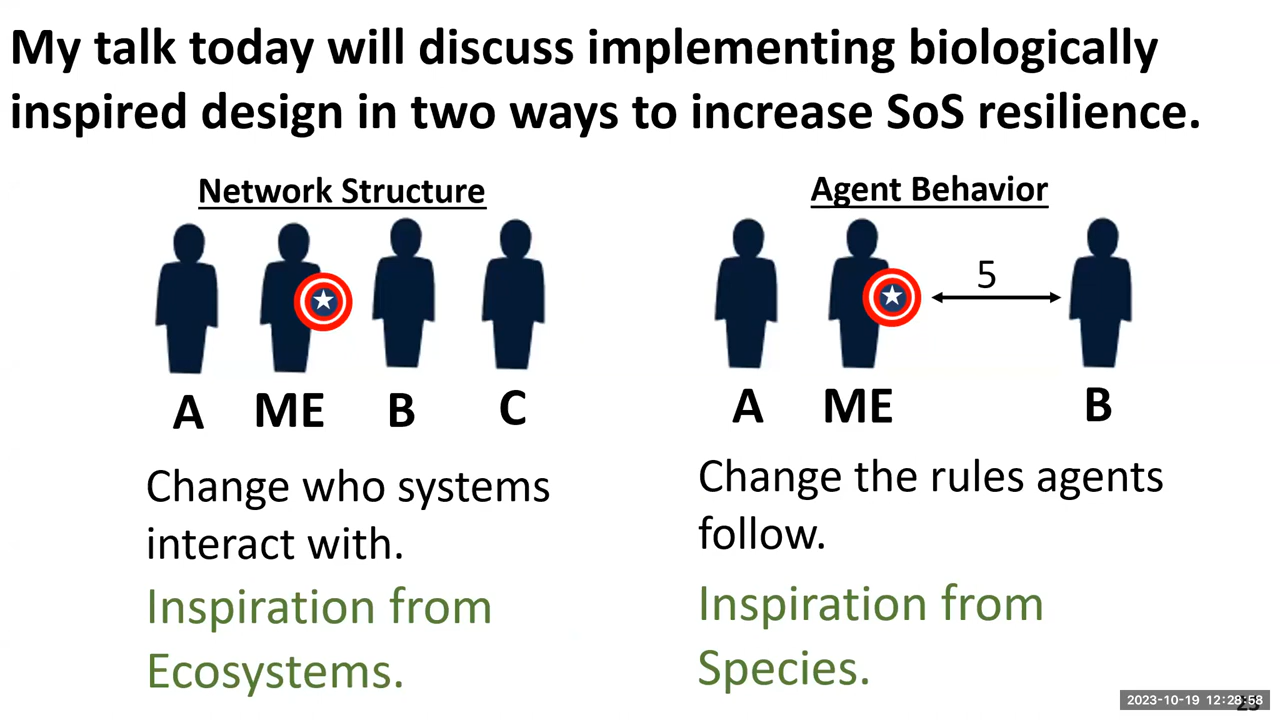 My talk today will discuss implementing biologically
inspired design in two ways to increase SoS resilience.
Network Structure
A ME B C
Change who systems
interact with.
Inspiration from
Ecosystems.
Agent Behavior
5
A ME B
Change the rules agents
follow.
Inspiration from
Species.
2023-10-19 12:28:58